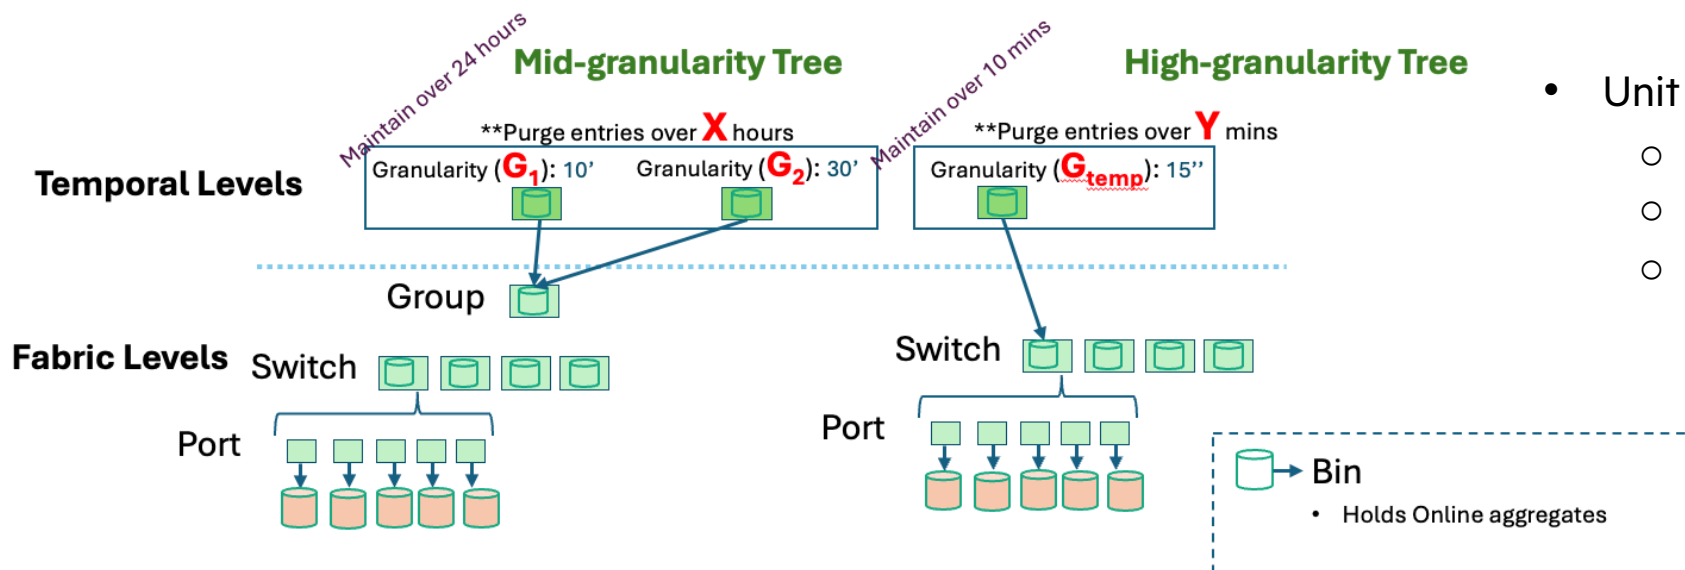 Maintain over 24 hours
Mid-granularity Tree
Maintain over 10 mins
High-granularity Tree
**Purge entries over X hours
**Purge entries over Y mins
Temporal Levels
Granularity (G1): 10’
Granularity (G2): 30’
Granularity (Gtemp): 15’’
• Unit
Group
Fabric Levels
Switch
Switch
Port
Port
Bin
• Holds Online aggregates